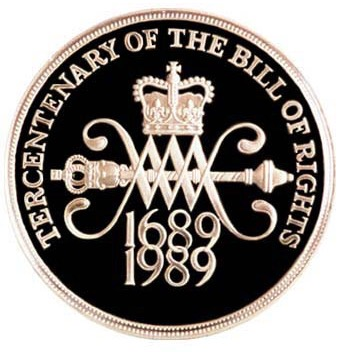 TERCENTENARY OF THE BILL OF RIGHTS
1689
1989